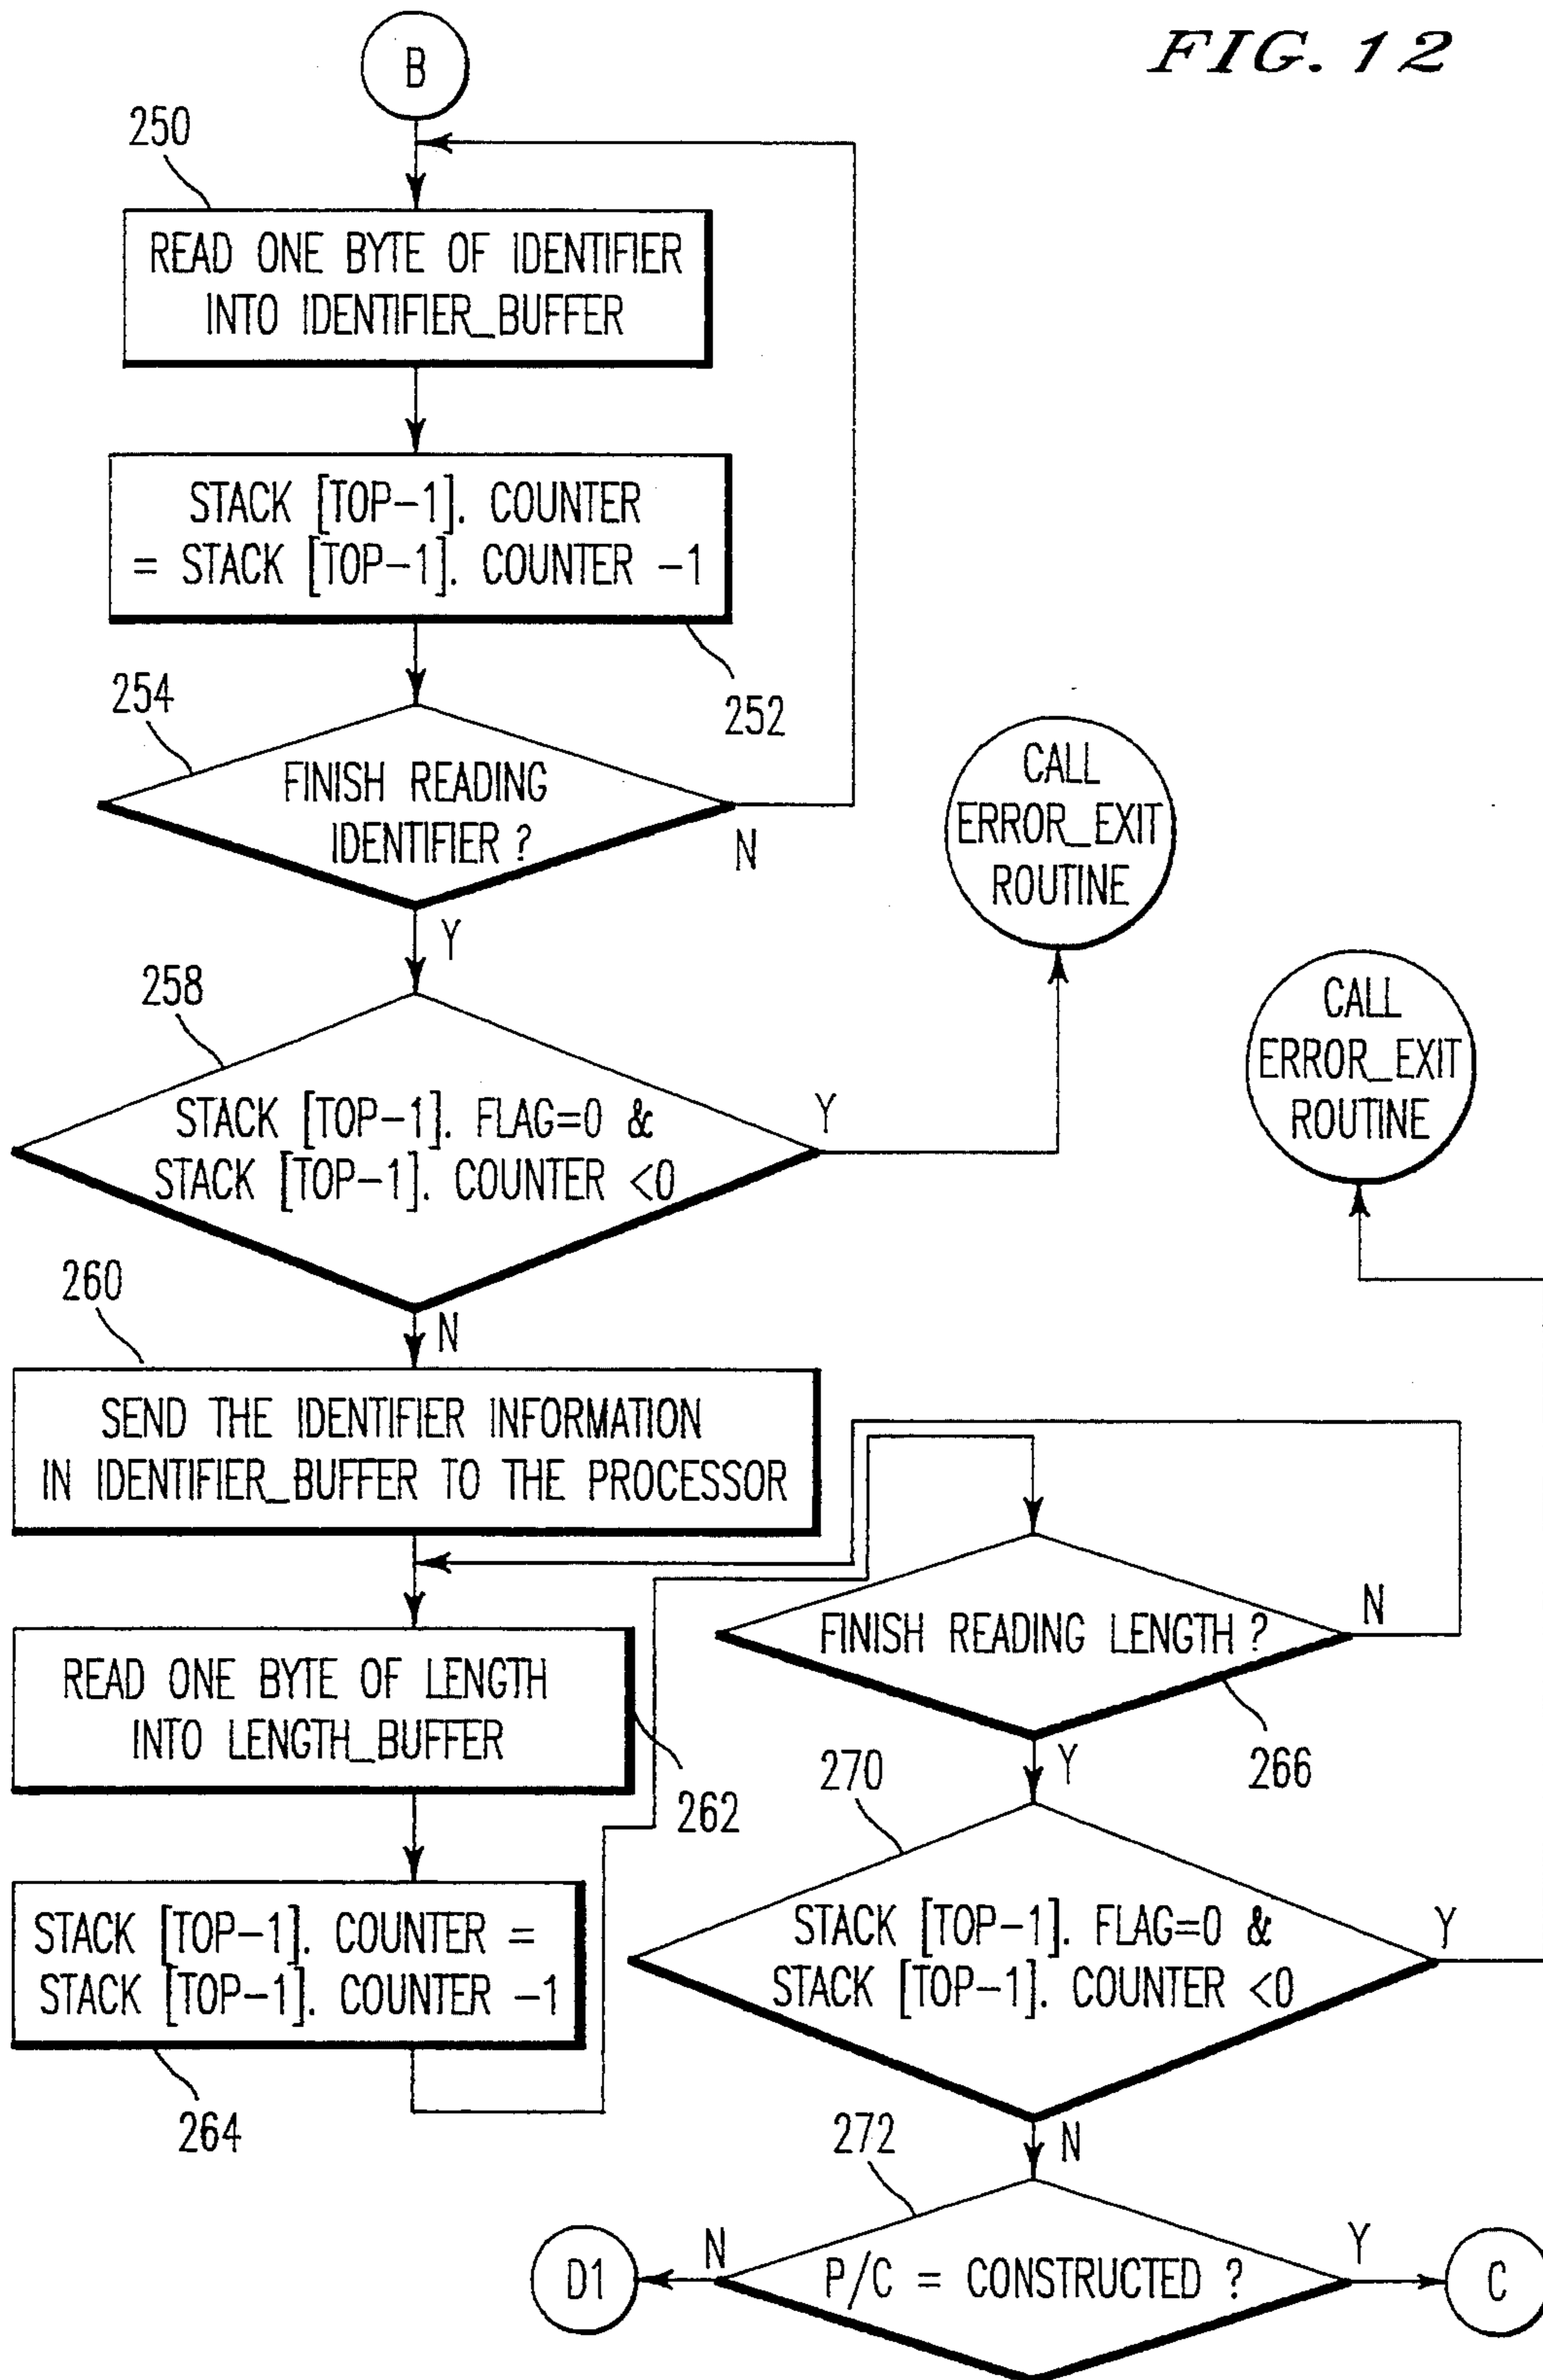 FIG. 12
B
250
READ ONE BYTE OF IDENTIFIER
INTO IDENTIFIER_BUFFER
STACK [TOP-1]. COUNTER
= STACK [TOP-1]. COUNTER -1
252
254
FINISH READING
IDENTIFIER ?
N
Y
CALL
ERROR_EXIT
ROUTINE
258
STACK [TOP-1]. FLAG=0 &
STACK [TOP-1]. COUNTER <0
Y
N
CALL
ERROR_EXIT
ROUTINE
260
SEND THE IDENTIFIER INFORMATION
IN IDENTIFIER_BUFFER TO THE PROCESSOR
READ ONE BYTE OF LENGTH
INTO LENGTH_BUFFER
262
STACK [TOP-1]. COUNTER =
STACK [TOP-1]. COUNTER -1
264
FINISH READING LENGTH ?
N
266
Y
270
STACK [TOP-1]. FLAG=0 &
STACK [TOP-1]. COUNTER <0
Y
N
272
P/C = CONSTRUCTED ?
N
D1
Y
C